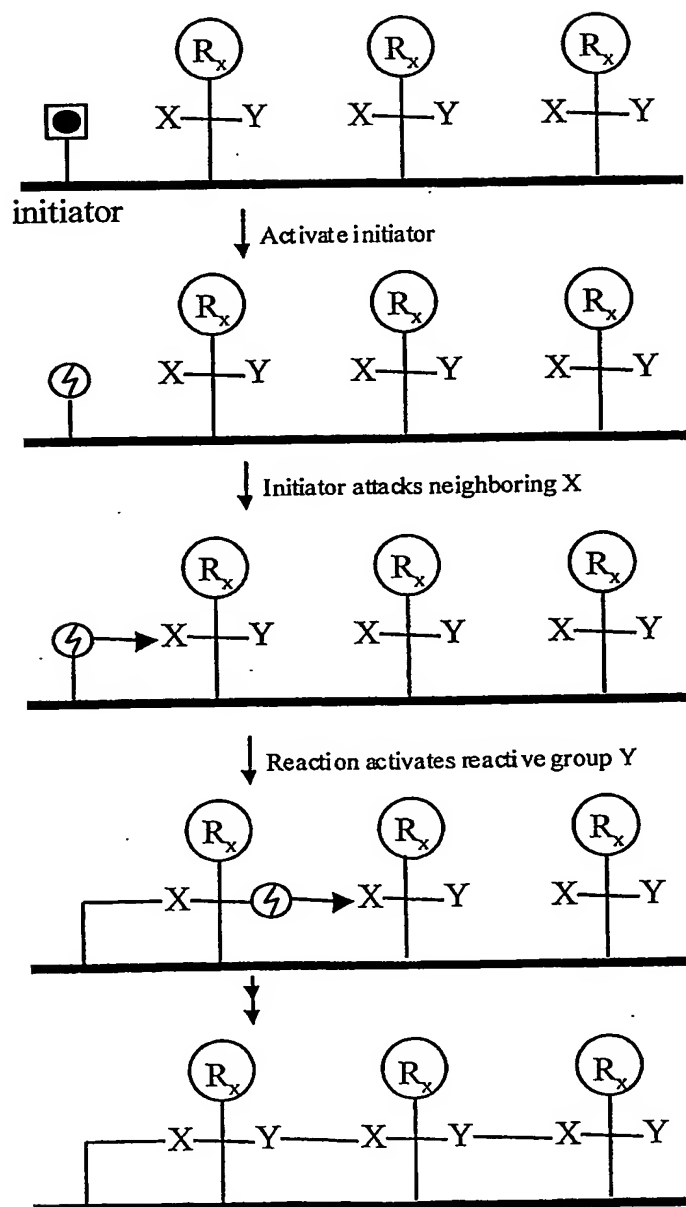 Rx Rx Rx
X Y X Y X Y
initiator
Activate initiator
Rx Rx Rx
X Y X Y X Y
Initiator attacks neighboring X
Rx Rx Rx
X Y X Y X Y
Reaction activates reactive group Y
Rx Rx Rx
X X Y X Y
Rx Rx Rx
X Y X Y X Y